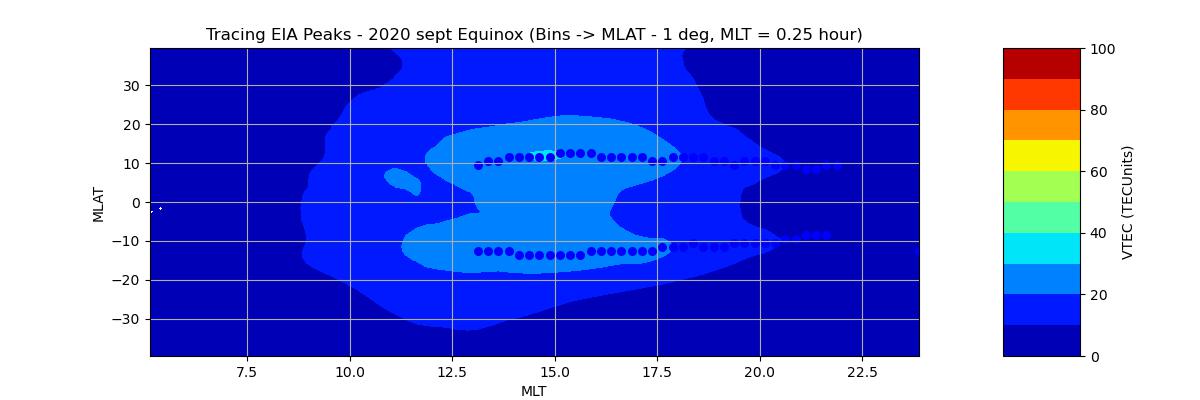 Tracing EIA Peaks - 2020 sept Equinox (Bins -> MLAT - 1 deg, MLT = 0.25 hour)
MLAT
30
20
10
0
−10
−20
−30
7.5 10.0 12.5 15.0 17.5 20.0 22.5
MLT
100
80
60
40
20
0
VTEC (TECUnits)